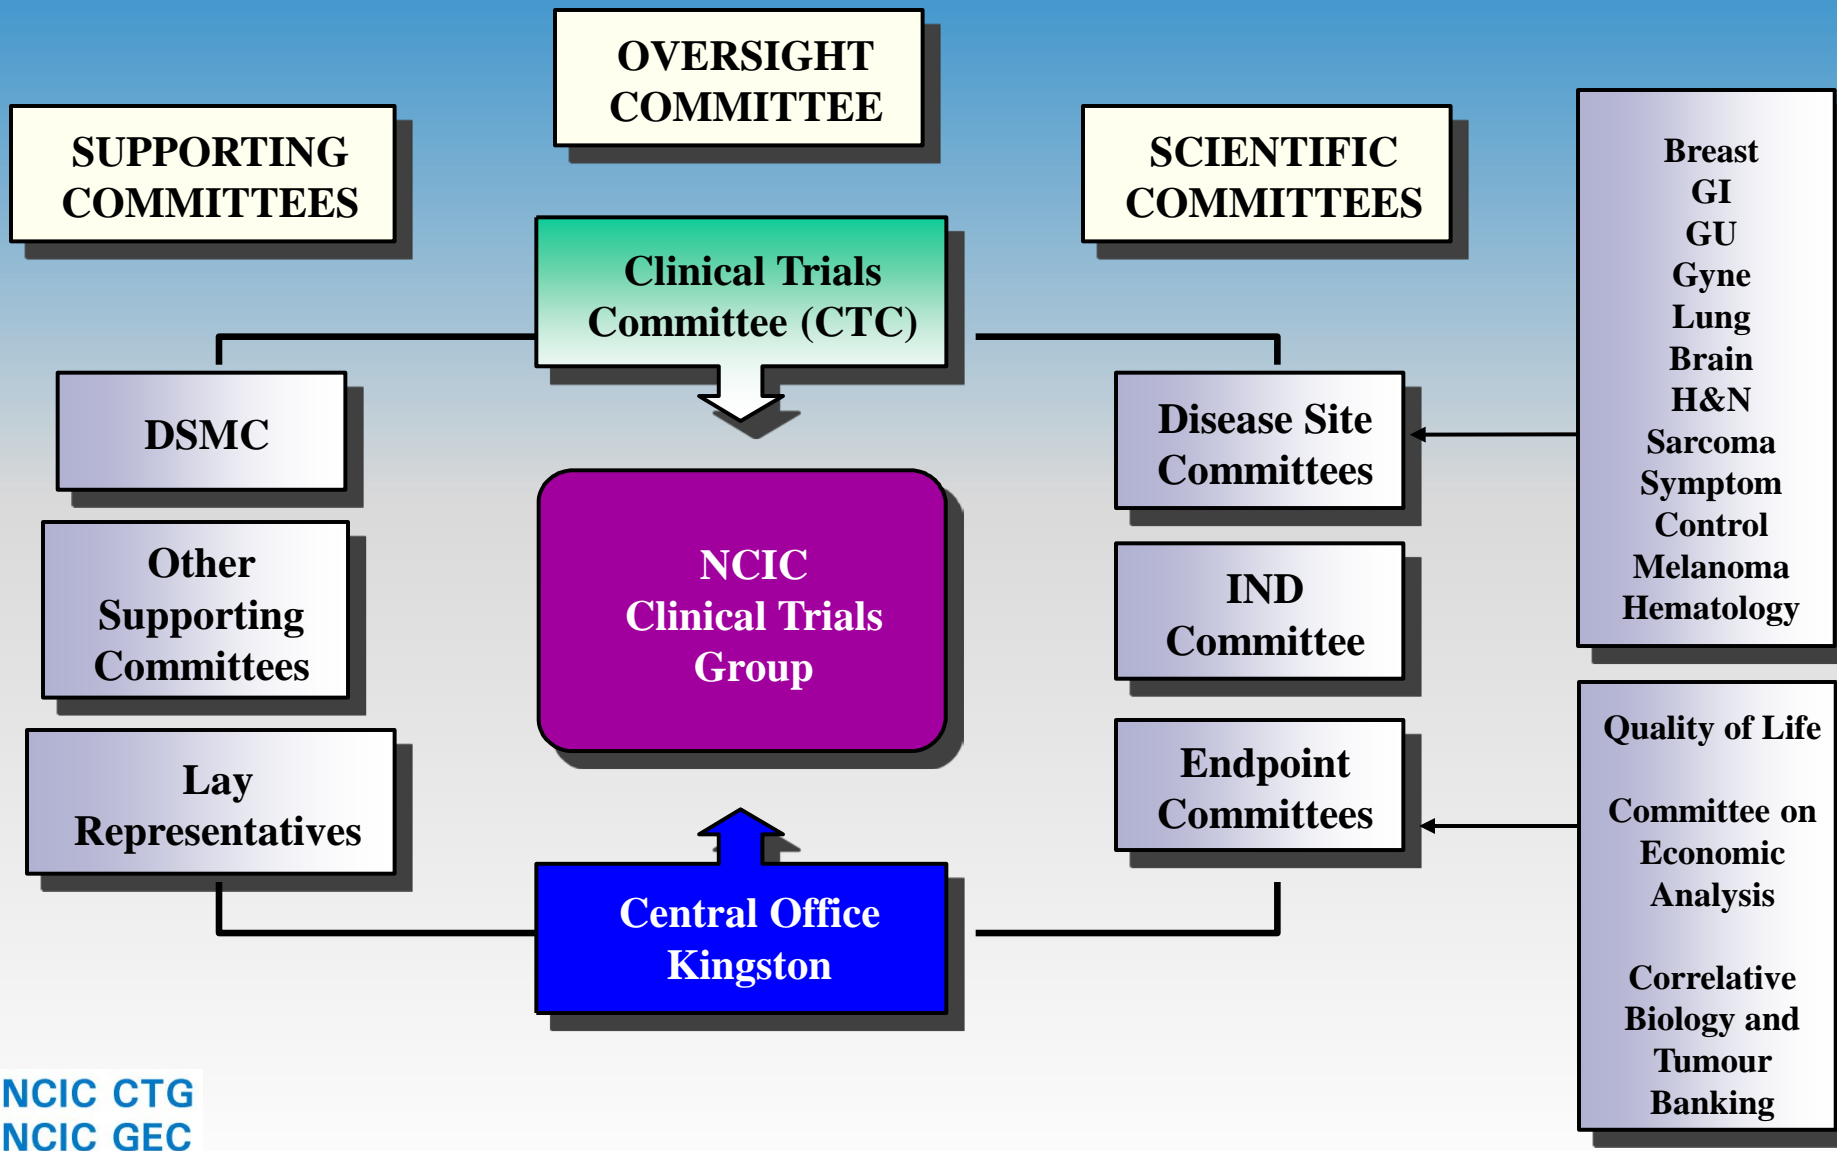 OVERSIGHT
COMMITTEE
SUPPORTING
COMMITTEES
SCIENTIFIC
COMMITTEES
Clinical Trials
Committee (CTC)
DSMC
Other
Supporting
Committees
Lay
Representatives
NCIC
Clinical Trials
Group
Central Office
Kingston
Disease Site
Committees
IND
Committee
Endpoint
Committees
Breast
GI
GU
Gyne
Lung
Brain
H&N
Sarcoma
Symptom
Control
Melanoma
Hematology
Quality of Life
Committee on
Economic
Analysis
Correlative
Biology and
Tumour
Banking
NCIC CTG
NCIC GEC